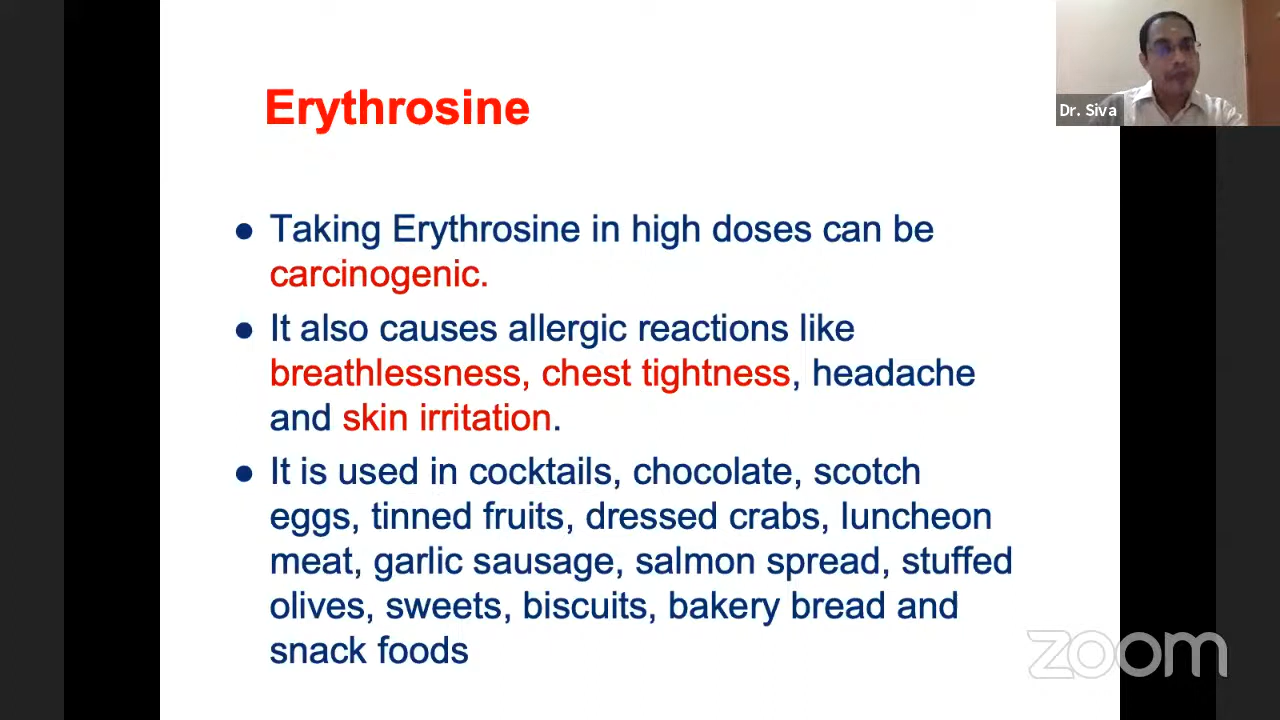 Erythrosine
Dr. Siva
● Taking Erythrosine in high doses can be
carcinogenic.
● It also causes allergic reactions like
breathlessness, chest tightness, headache
and skin irritation.
● It is used in cocktails, chocolate, scotch
eggs, tinned fruits, dressed crabs, luncheon
meat, garlic sausage, salmon spread, stuffed
olives, sweets, biscuits, bakery bread and
snack foods
zoom